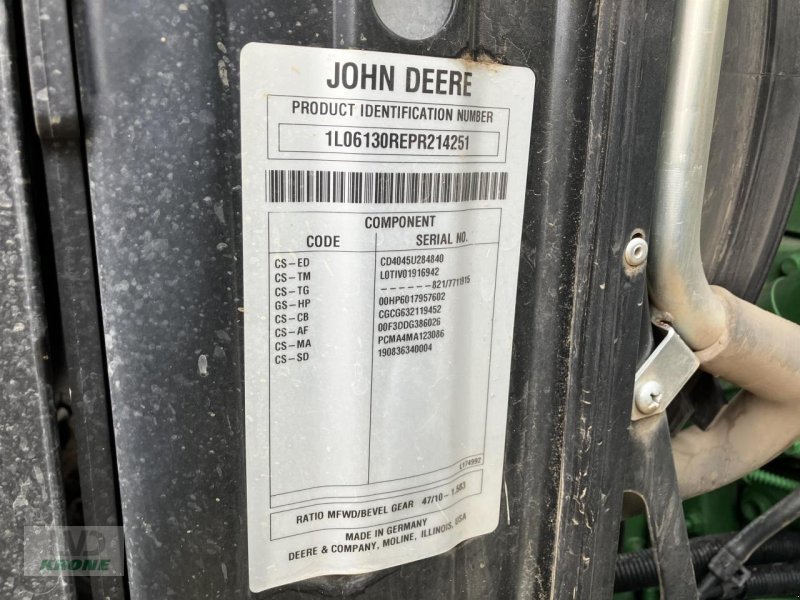 JOHN DEERE
PRODUCT IDENTIFICATION NUMBER
1L06130REPR214251
COMPONENT
CODE SERIAL NO.
CS-ED CD4045U284840
CS-TM L0TIV01916942
CS-TG ------821/771915
GS-HP 00HP6017957602
CS-CB CGCG632119452
CS-AF 00F3DDG386026
CS-MA PCMA4MA123086
CS-SD 190836340004
L174992
RATIO MFWD/BEVEL GEAR 47/10-1.583
MADE IN GERMANY
DEERE & COMPANY, MOLINE, ILLINOIS, USA
KRONE